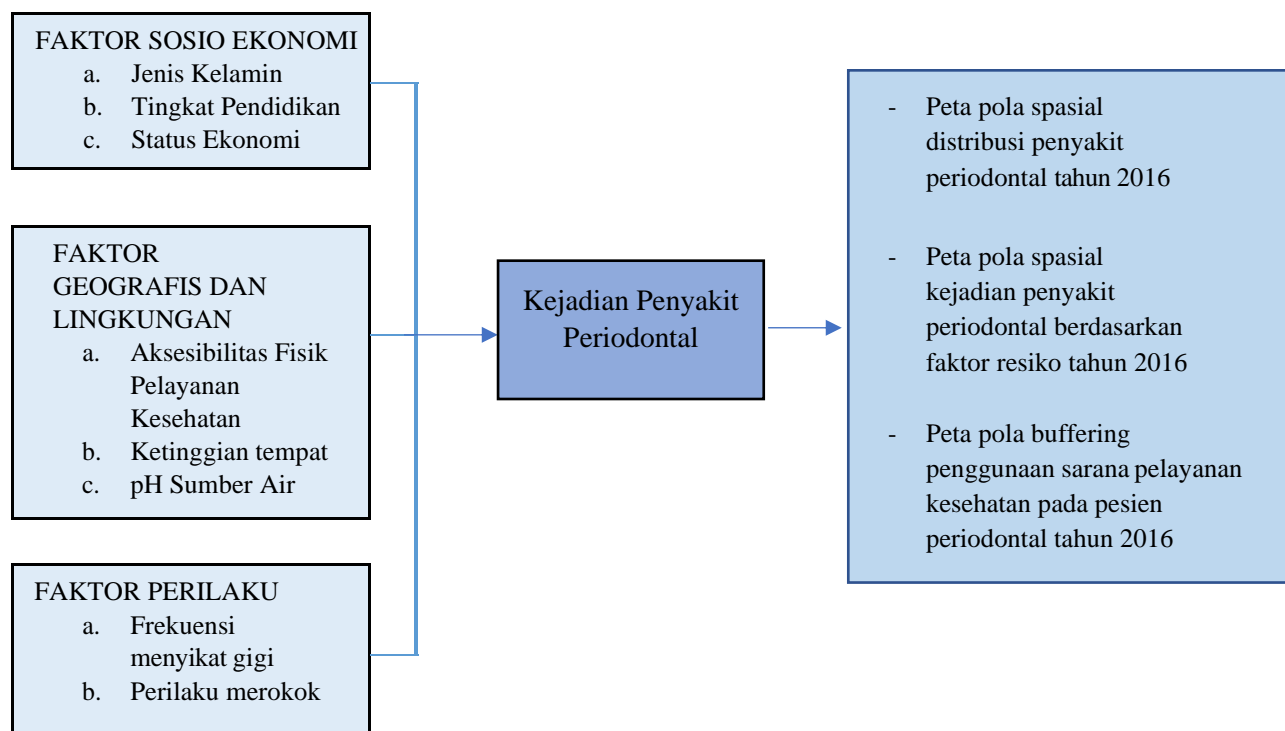 FAKTOR SOSIO EKONOMI
a. Jenis Kelamin
b. Tingkat Pendidikan
c. Status Ekonomi
FAKTOR
GEOGRAFIS DAN
LINGKUNGAN
a. Aksesibilitas Fisik
Pelayanan
Kesehatan
b. Ketinggian tempat
c. pH Sumber Air
FAKTOR PERILAKU
a. Frekuensi
menyikat gigi
b. Perilaku merokok
Kejadian Penyakit
Periodontal
- Peta pola spasial
distribusi penyakit
periodontal tahun 2016
- Peta pola spasial
kejadian penyakit
periodontal berdasarkan
faktor resiko tahun 2016
- Peta pola buffering
penggunaan sarana pelayanan
kesehatan pada pesien
periodontal tahun 2016